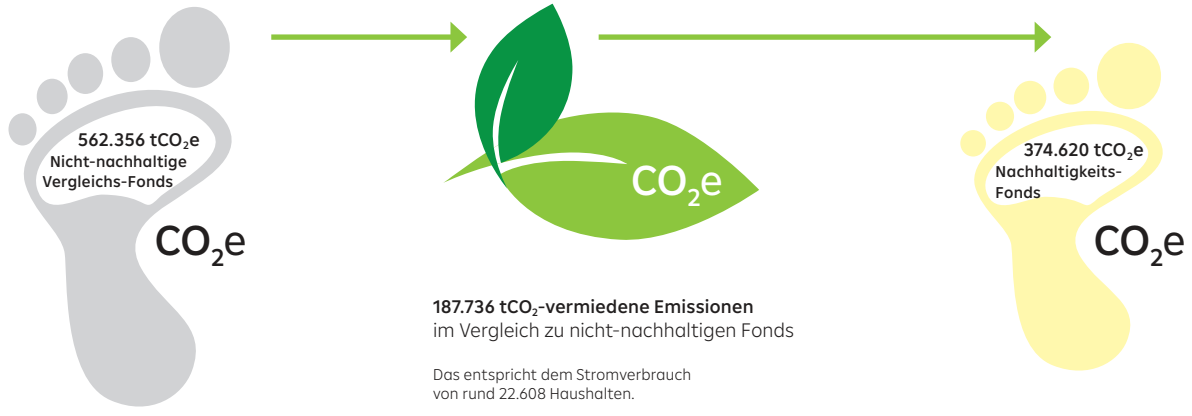 562.356 tCO₂e
Nicht-nachhaltige
Vergleichs-Fonds
CO₂e
CO₂e
187.736 tCO₂-vermiedene Emissionen
im Vergleich zu nicht-nachhaltigen Fonds
Das entspricht dem Stromverbrauch
von rund 22.608 Haushalten.
374.620 tCO₂e
Nachhaltigkeits-
Fonds
CO₂e